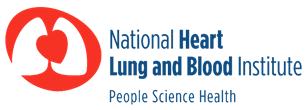 National Heart
Lung and Blood Institute
People Science Health